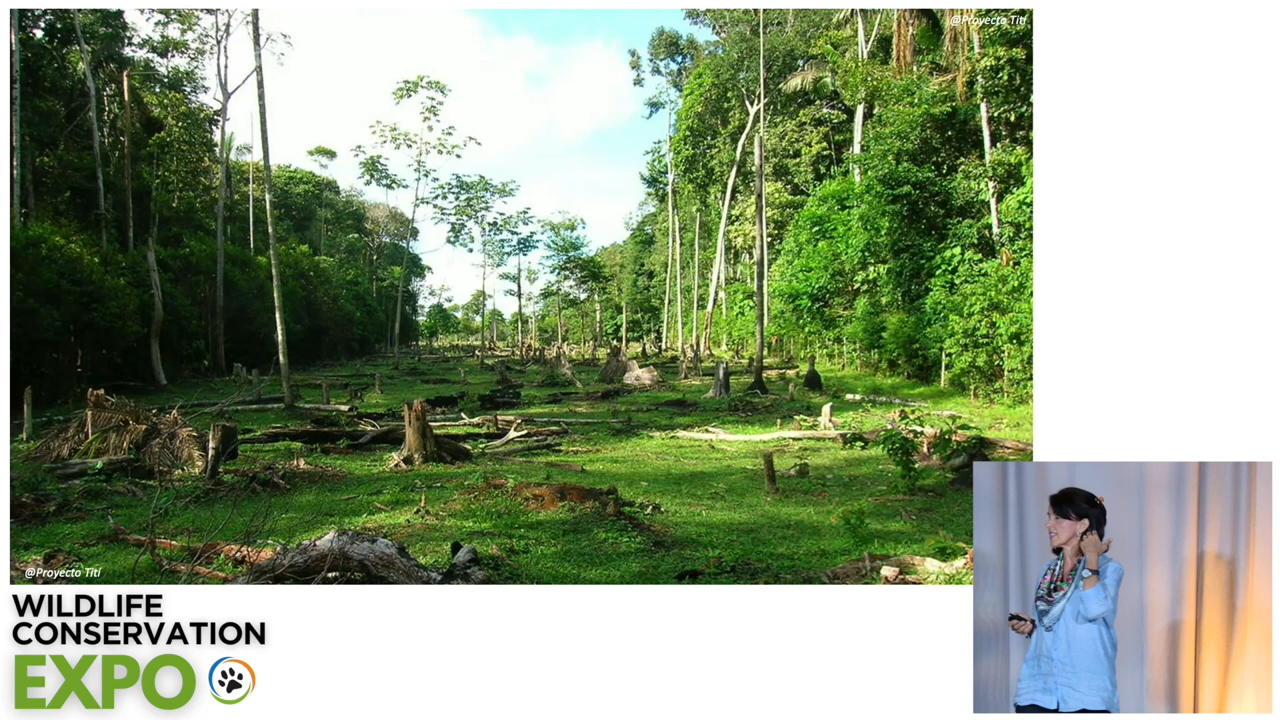 @Proyecto Tití
@Proyecto Tití
WILDLIFE
CONSERVATION
EXPO